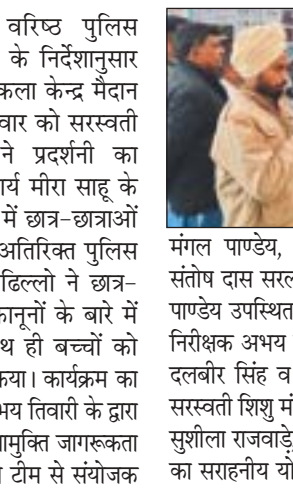 वरिष्ठ पुलिस
के निर्देशानुसार
कला केन्द्र मैदान
वार को सरस्वती
ने प्रदर्शनी का
र्य मीरा साहू के
में छात्र-छात्राओं
अतिरिक्त पुलिस
ढिल्लो ने छात्र-
कानूनों के बारे में
थ ही बच्चों को
कया। कार्यक्रम का
भय तिवारी के द्वारा
ामुक्ति जागरूकता
टीम से संयोजक
मंगल पाण्डेय,
संतोष दास सरल
पाण्डेय उपस्थित
निरीक्षक अभय
दलबीर सिंह व
सरस्वती शिशु मं
सुशीला राजवाड़े
का सराहनीय यो